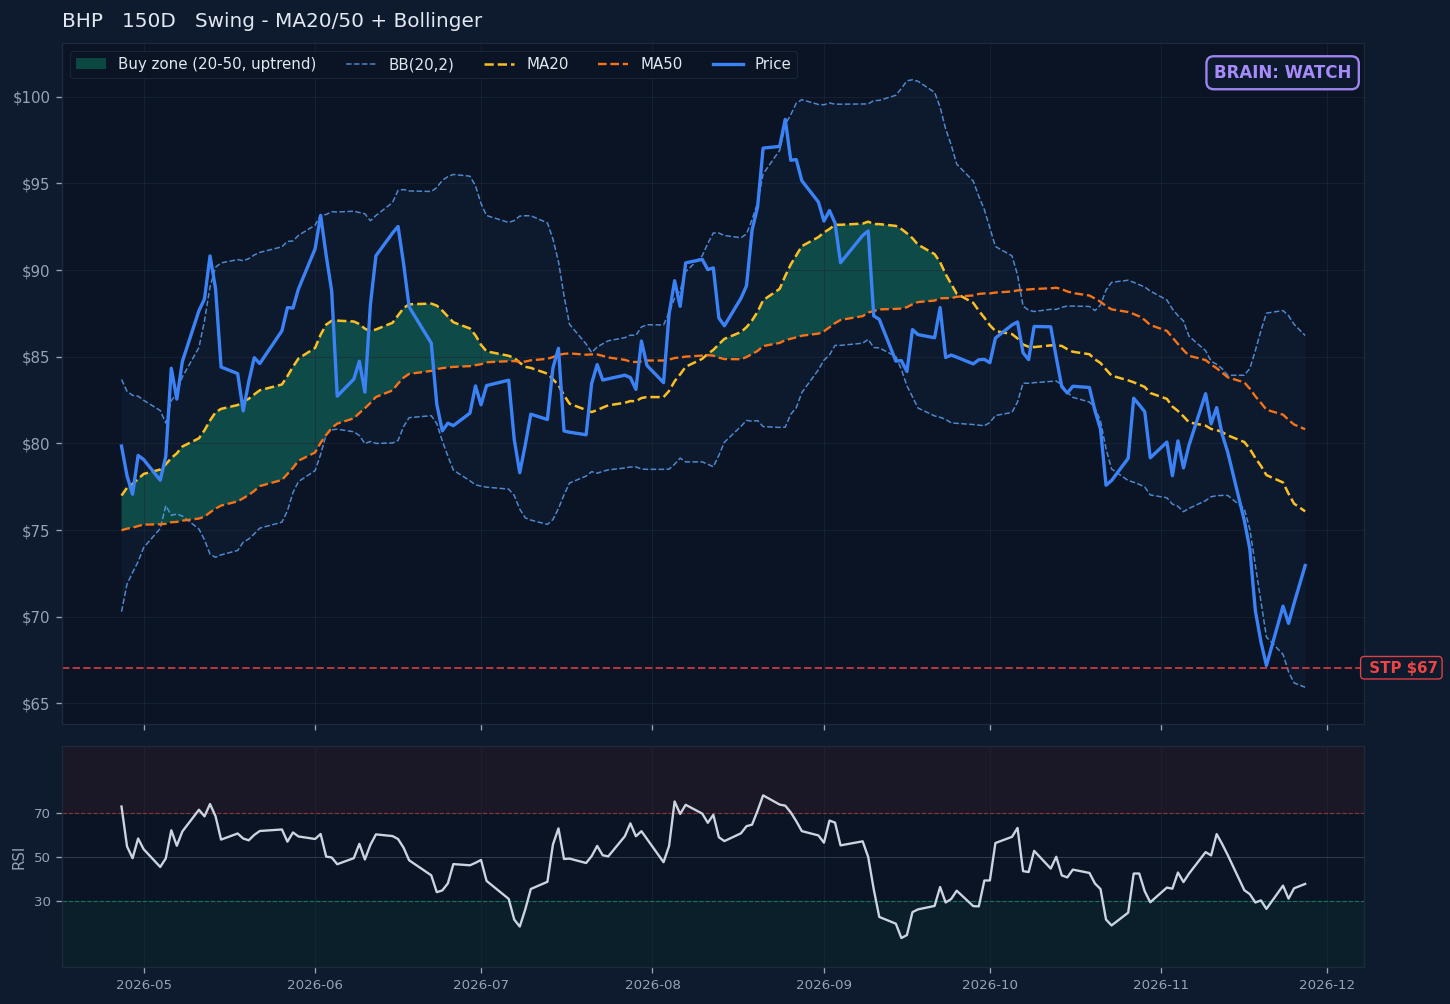 BHP 150D Swing - MA20/50 + Bollinger
Buy zone (20-50, uptrend) BB(20,2) MA20 MA50 Price
BRAIN: WATCH
$100
$95
$90
$85
$80
$75
$70
STP $67
$65
70
50
30
RSI
2026-05 2026-06 2026-07 2026-08 2026-09 2026-10 2026-11 2026-12